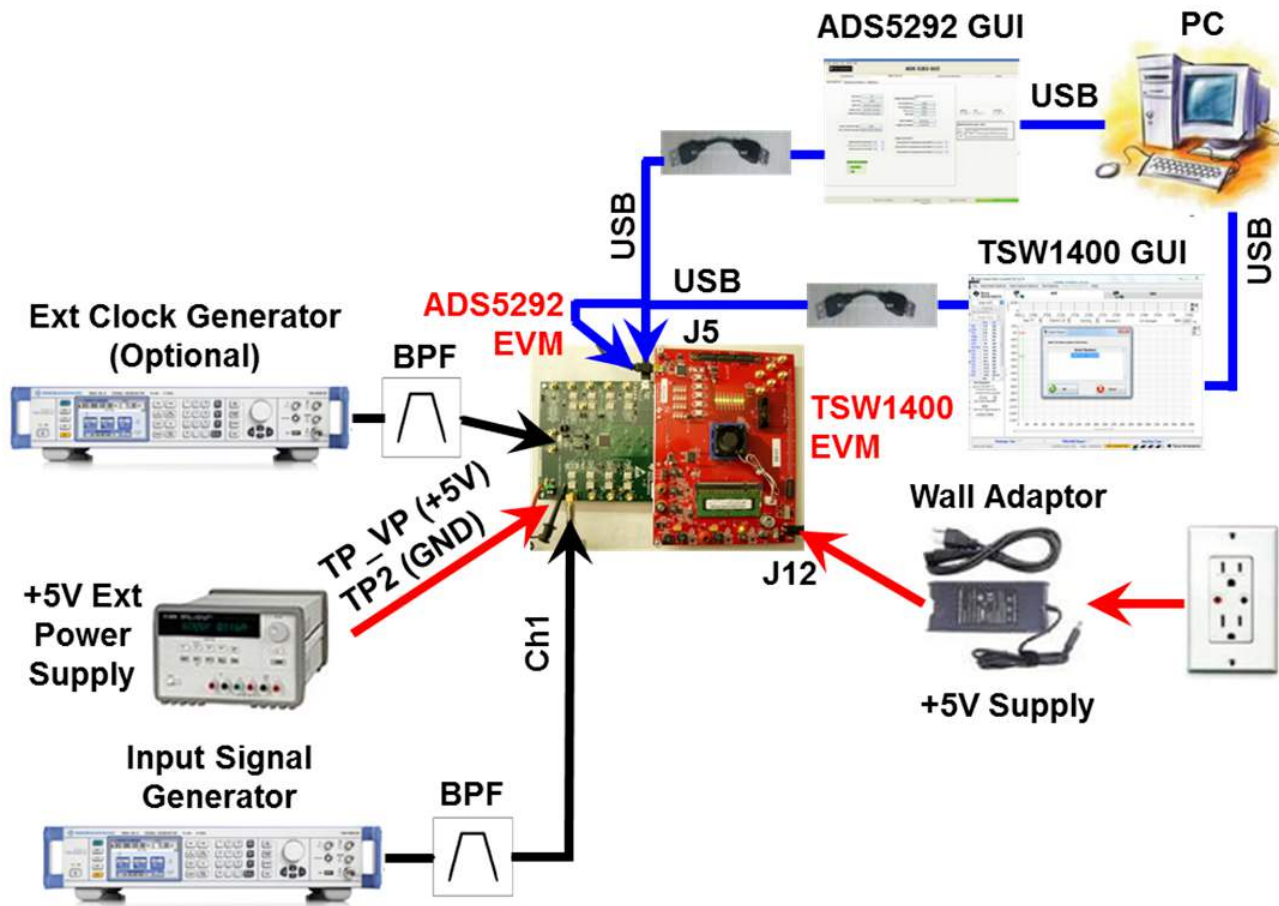 ADS5292 GUI
PC
USB
USB
USB
TSW1400 GUI
USB
ADS5292
EVM
J5
Ext Clock Generator
(Optional)
BPF
TSW1400
EVM
TP_VP (+5V)
TP2 (GND)
Wall Adaptor
J12
+5V Ext
Power
Supply
Ch1
+5V Supply
Input Signal
Generator
BPF